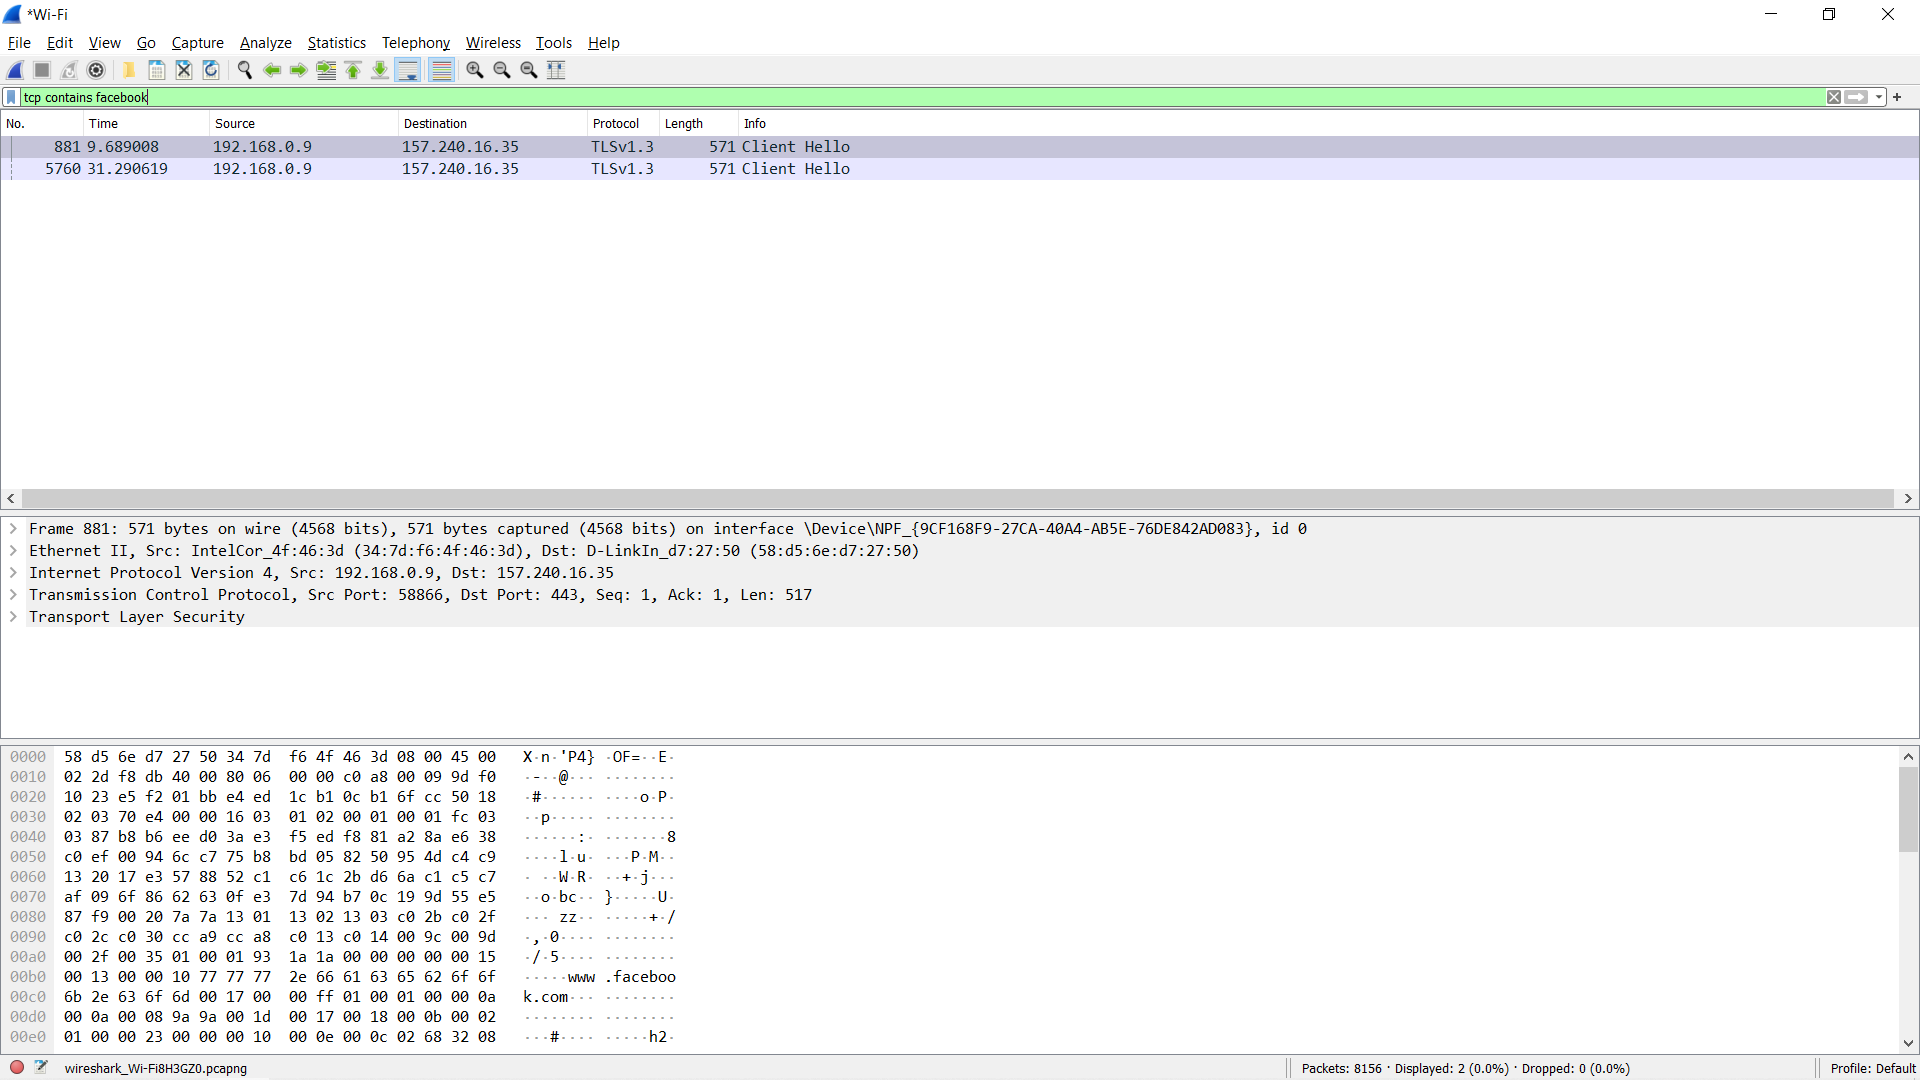 *Wi-Fi
File Edit View Go Capture Analyze Statistics Telephony Wireless Tools Help
tcp contains facebook
No. Time Source Destination Protocol Length Info
881 9.689008 192.168.0.9 157.240.16.35 TLSv1.3 571 Client Hello
5760 31.290619 192.168.0.9 157.240.16.35 TLSv1.3 571 Client Hello
Frame 881: 571 bytes on wire (4568 bits), 571 bytes captured (4568 bits) on interface \Device\NPF_{9CF168F9-27CA-40A4-AB5E-76DE842AD083}, id 0
Ethernet II, Src: IntelCor_4f:46:3d (34:7d:f6:4f:46:3d), Dst: D-LinkIn_d7:27:50 (58:d5:6e:d7:27:50)
Internet Protocol Version 4, Src: 192.168.0.9, Dst: 157.240.16.35
Transmission Control Protocol, Src Port: 58866, Dst Port: 443, Seq: 1, Ack: 1, Len: 517
Transport Layer Security
0000 58 d5 6e d7 27 50 34 7d f6 4f 46 3d 08 00 45 00 X·n·'P4} ·OF=··E·
0010 02 2d f8 db 40 00 80 06 00 00 c0 a8 00 09 9d f0 ·-··@··· ········
0020 10 23 e5 f2 01 bb e4 ed 1c b1 0c b1 6f cc 50 18 ·#······ ····o·P·
0030 02 03 70 e4 00 00 16 03 01 02 00 01 00 01 fc 03 ··p····· ········
0040 03 87 b8 b6 ee d0 3a e3 f5 ed f8 81 a2 8a e6 38 ······:· ·······8
0050 c0 ef 00 94 6c c7 75 b8 bd 05 82 50 95 4d c4 c9 ····l·u· ···P·M··
0060 13 20 17 e3 57 88 52 c1 c6 1c 2b d6 6a c1 c5 c7 · ··W·R· ··+·j···
0070 af 09 6f 86 62 63 0f e3 7d 94 b7 0c 19 9d 55 e5 ··o·bc·· }·····U·
0080 87 f9 00 20 7a 7a 13 01 13 02 13 03 c0 2b c0 2f ··· zz·· ·····+·/
0090 c0 2c c0 30 cc a9 cc a8 c0 13 c0 14 00 9c 00 9d ·,·0···· ········
00a0 00 2f 00 35 01 00 01 93 1a 1a 00 00 00 00 00 15 ·/·5···· ········
00b0 00 13 00 00 10 77 77 77 2e 66 61 63 65 62 6f 6f ·····www .faceboo
00c0 6b 2e 63 6f 6d 00 17 00 00 ff 01 00 01 00 00 0a k.com··· ········
00d0 00 0a 00 08 9a 9a 00 1d 00 17 00 18 00 0b 00 02 ········ ········
00e0 01 00 00 23 00 00 00 10 00 0e 00 0c 02 68 32 08 ···#···· ·····h2·
wireshark_Wi-Fi8H3GZ0.pcapng Packets: 8156 · Displayed: 2 (0.0%) · Dropped: 0 (0.0%) Profile: Default